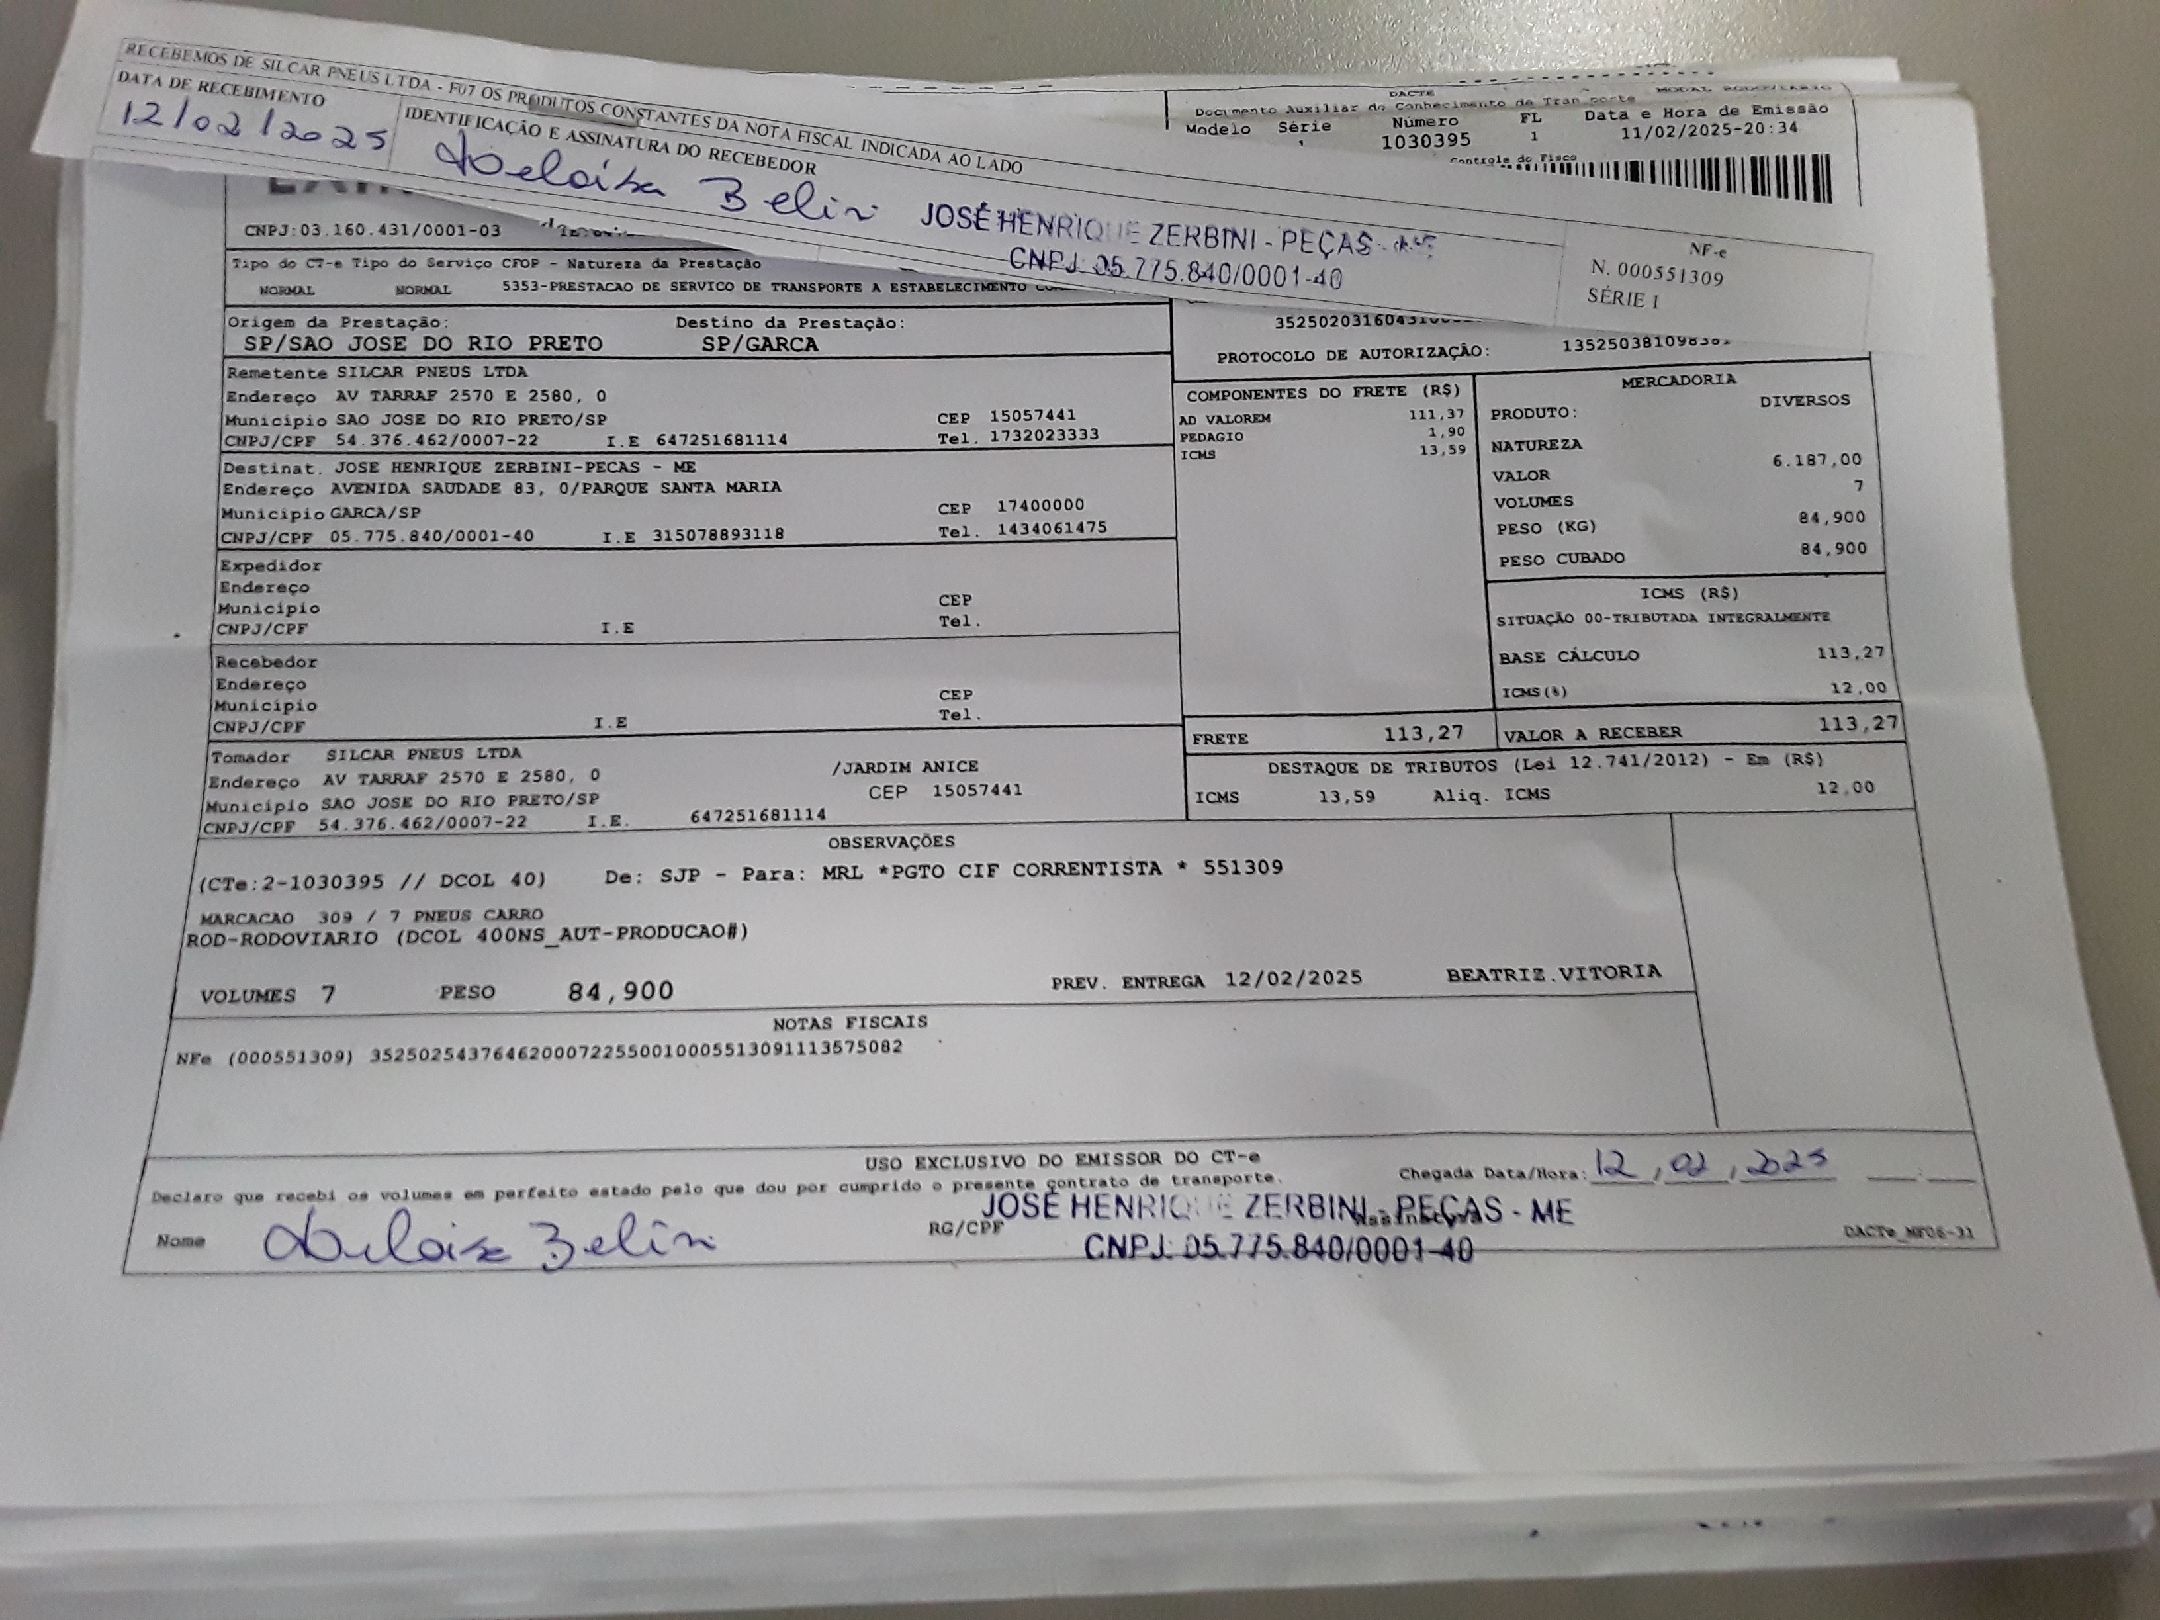 RECEBEMOS DE SILCAR PNEUS LTDA - F07 OS PRODUTOS CONSTANTES DA NOTA FISCAL INDICADA AO LADO
DATA DE RECEBIMENTO
12/02/2025
IDENTIFICAÇÃO E ASSINATURA DO RECEBEDOR
Heloisa Belin
JOSÉ HENRIQUE ZERBINI - PEÇAS
CNPJ: 05.775.840/0001-40
NF-e
N. 000551309
SÉRIE 1
DACTE MODAL RODOVIARIO
Documento Auxiliar do Conhecimento de Transporte
Modelo Série Número FL Data e Hora de Emissão
1030395 1 11/02/2025-20:34
Controle do Fisco
CNPJ:03.160.431/0001-03
Tipo do CT-e Tipo do Serviço CFOP - Natureza da Prestação
NORMAL NORMAL 5353-PRESTACAO DE SERVICO DE TRANSPORTE A ESTABELECIMENTO
PROTOCOLO DE AUTORIZAÇÃO:
Origem da Prestação: Destino da Prestação:
SP/SAO JOSE DO RIO PRETO SP/GARCA
Remetente SILCAR PNEUS LTDA
Endereço AV TARRAF 2570 E 2580, 0
Município SAO JOSE DO RIO PRETO/SP CEP 15057441
CNPJ/CPF 54.376.462/0007-22 I.E 647251681114 Tel. 1732023333
Destinat. JOSE HENRIQUE ZERBINI-PECAS - ME
Endereço AVENIDA SAUDADE 83, 0/PARQUE SANTA MARIA
Município GARCA/SP CEP 17400000
CNPJ/CPF 05.775.840/0001-40 I.E 315078893118 Tel. 1434061475
Expedidor
Endereço
Município CEP
CNPJ/CPF I.E Tel.
Recebedor
Endereço
Município CEP
CNPJ/CPF I.E Tel.
Tomador SILCAR PNEUS LTDA
Endereço AV TARRAF 2570 E 2580, 0 /JARDIM ANICE
Município SAO JOSE DO RIO PRETO/SP CEP 15057441
CNPJ/CPF 54.376.462/0007-22 I.E. 647251681114
COMPONENTES DO FRETE (R$)
AD VALOREM 111,37
PEDAGIO 1,90
ICMS 13,59
FRETE 113,27
MERCADORIA
PRODUTO: DIVERSOS
NATUREZA
VALOR 6.187,00
VOLUMES 7
PESO (KG) 84,900
PESO CUBADO 84,900
ICMS (R$)
SITUAÇÃO 00-TRIBUTADA INTEGRALMENTE
BASE CÁLCULO 113,27
ICMS(%) 12,00
VALOR A RECEBER 113,27
DESTAQUE DE TRIBUTOS (Lei 12.741/2012) - Em (R$)
ICMS 13,59 Aliq. ICMS 12,00
OBSERVAÇÕES
(CTe:2-1030395 // DCOL 40) De: SJP - Para: MRL *PGTO CIF CORRENTISTA * 551309
MARCACAO 309 / 7 PNEUS CARRO
ROD-RODOVIARIO (DCOL 400NS_AUT-PRODUCAO#)
VOLUMES 7 PESO 84,900 PREV. ENTREGA 12/02/2025 BEATRIZ.VITORIA
NOTAS FISCAIS
NFe (000551309) 35250254376462000722550010005513091113575082
USO EXCLUSIVO DO EMISSOR DO CT-e
Declaro que recebi os volumes em perfeito estado pelo que dou por cumprido o presente contrato de transporte.
Chegada Data/Hora: 12, 02, 2025 :
Nome Heloisa Belin RG/CPF Assinatura
JOSÉ HENRIQUE ZERBINI - PEÇAS - ME
CNPJ: 05.775.840/0001-40
DACTe_MF06-31